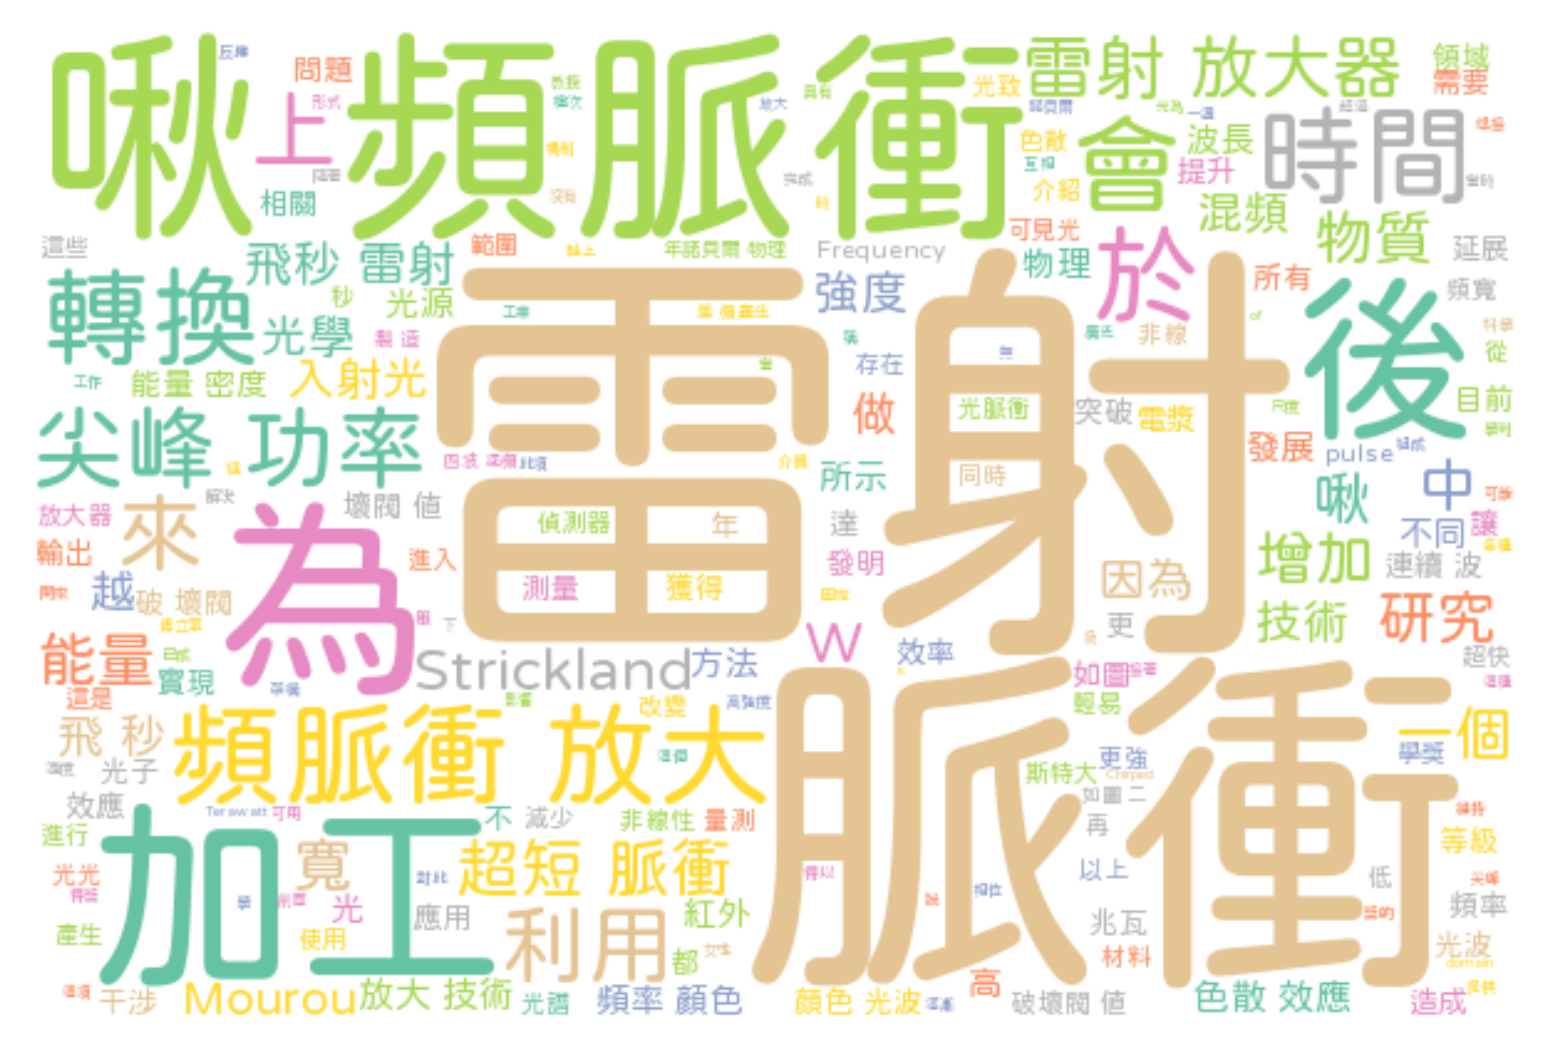 啾頻脈衝
雷射 放大器
領域
需要
問題
上
光致
色散
波長
提升
會
時間
相關
介紹
混頻
物質
可見光
這些
飛秒 雷射
範圍
年諾貝爾 物理
Frequency
物理
於
所有
延展
頻寬
轉換
光學
光源
秒
製造
強度
雷射
非線
後
從
能量 密度
入射光
存在
目前
工作
做
光脈衝
突破
電漿
尖峰 功率
發展
pulse
所示
同時
啾
中
放大器
來
壞閥 值
偵測器
年
達
不同
讓
輸出
為
進入
發明
增加
連續 波
越
破 壞閥
測量
獲得
因為
技術
研究
能量
更
W
效率
Strickland
方法
如圖
超快
實現
這是
輕易
改變
高強度
飛 秒
頻脈衝 放大
脈衝
一個
更強
學獎
光子
斯特大
Chirped
如圖二
效應
Terawatt
可用
不
減少
非線性
量測
再
進行
加工
寬
超短 脈衝
等級
光光
以上
低
光
應用
利用
紅外
兆瓦
頻率
產生
使用
都
材料
光波
domain
高
干涉
Mourou
放大 技術
光譜
頻率 顏色
顏色 光波
破壞閥 值
色散 效應
造成